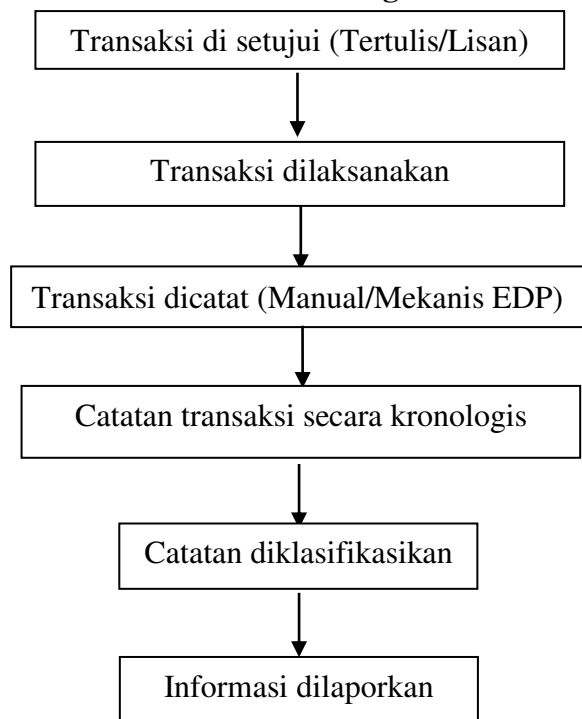 Transaksi di setujui (Tertulis/Lisan)
Transaksi dilaksanakan
Transaksi dicatat (Manual/Mekanis EDP)
Catatan transaksi secara kronologis
Catatan diklasifikasikan
Informasi dilaporkan